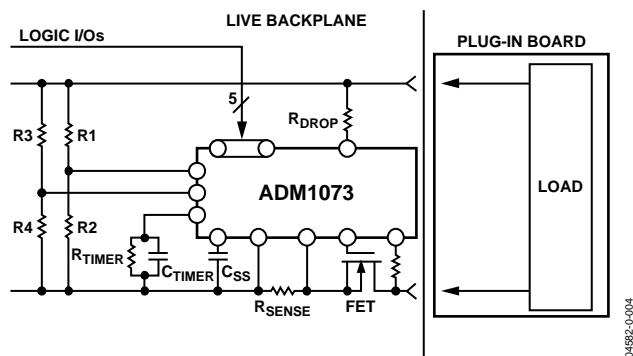 LIVE BACKPLANE
LOGIC I/Os
PLUG-IN BOARD
5
RDROP
R3
R1
ADM1073
LOAD
R4
R2
RTIMER
CTIMER
CSS
RSENSE
FET
04582-0-004